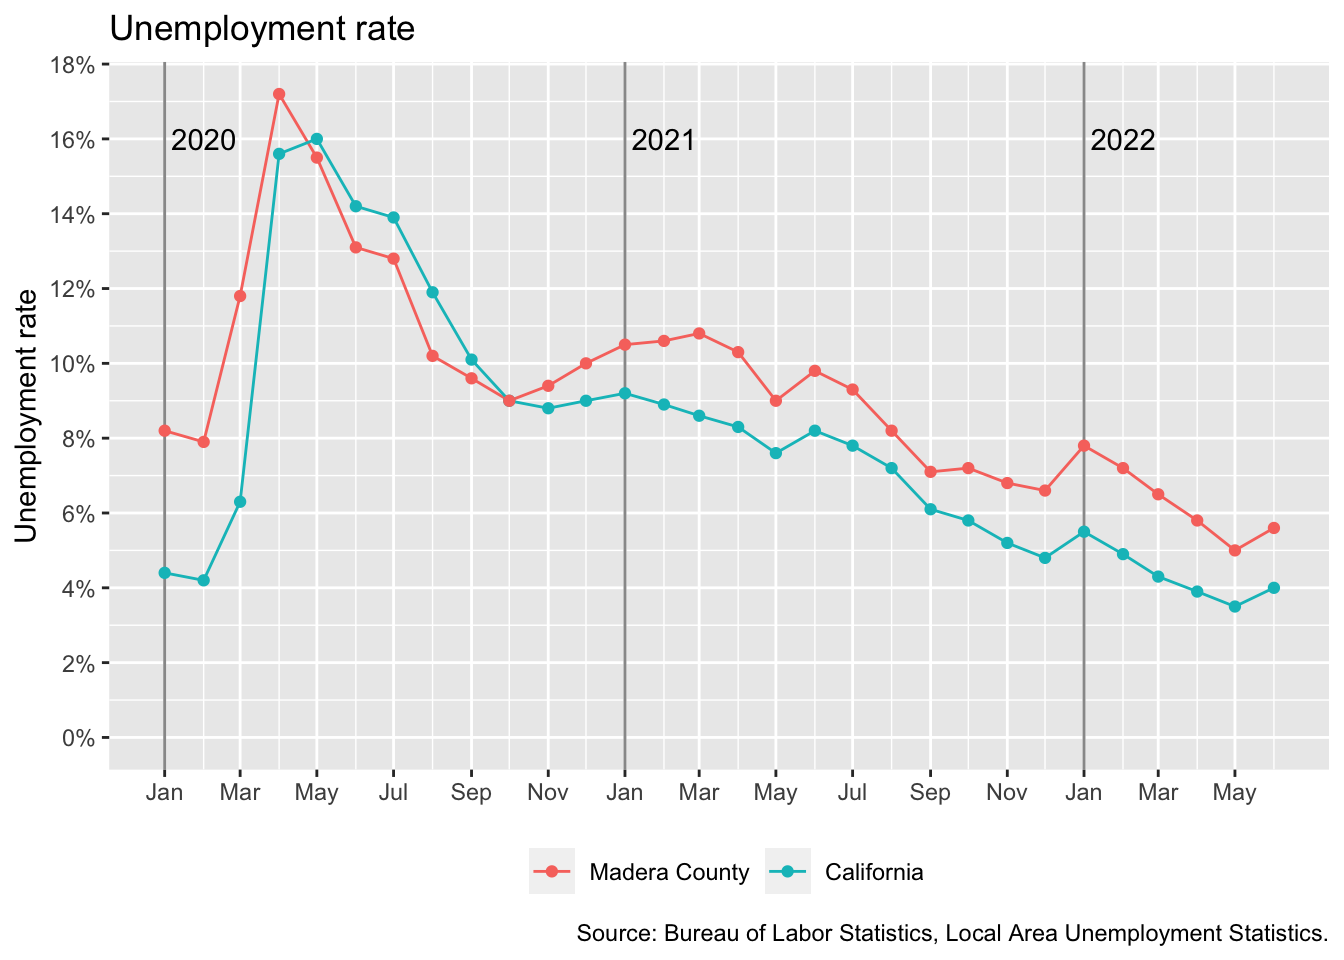 Unemployment rate
18%
16%
14%
12%
10%
8%
6%
4%
2%
0%
Unemployment rate
2020
2021
2022
Jan Mar May Jul Sep Nov Jan Mar May Jul Sep Nov Jan Mar May
Madera County California
Source: Bureau of Labor Statistics, Local Area Unemployment Statistics.